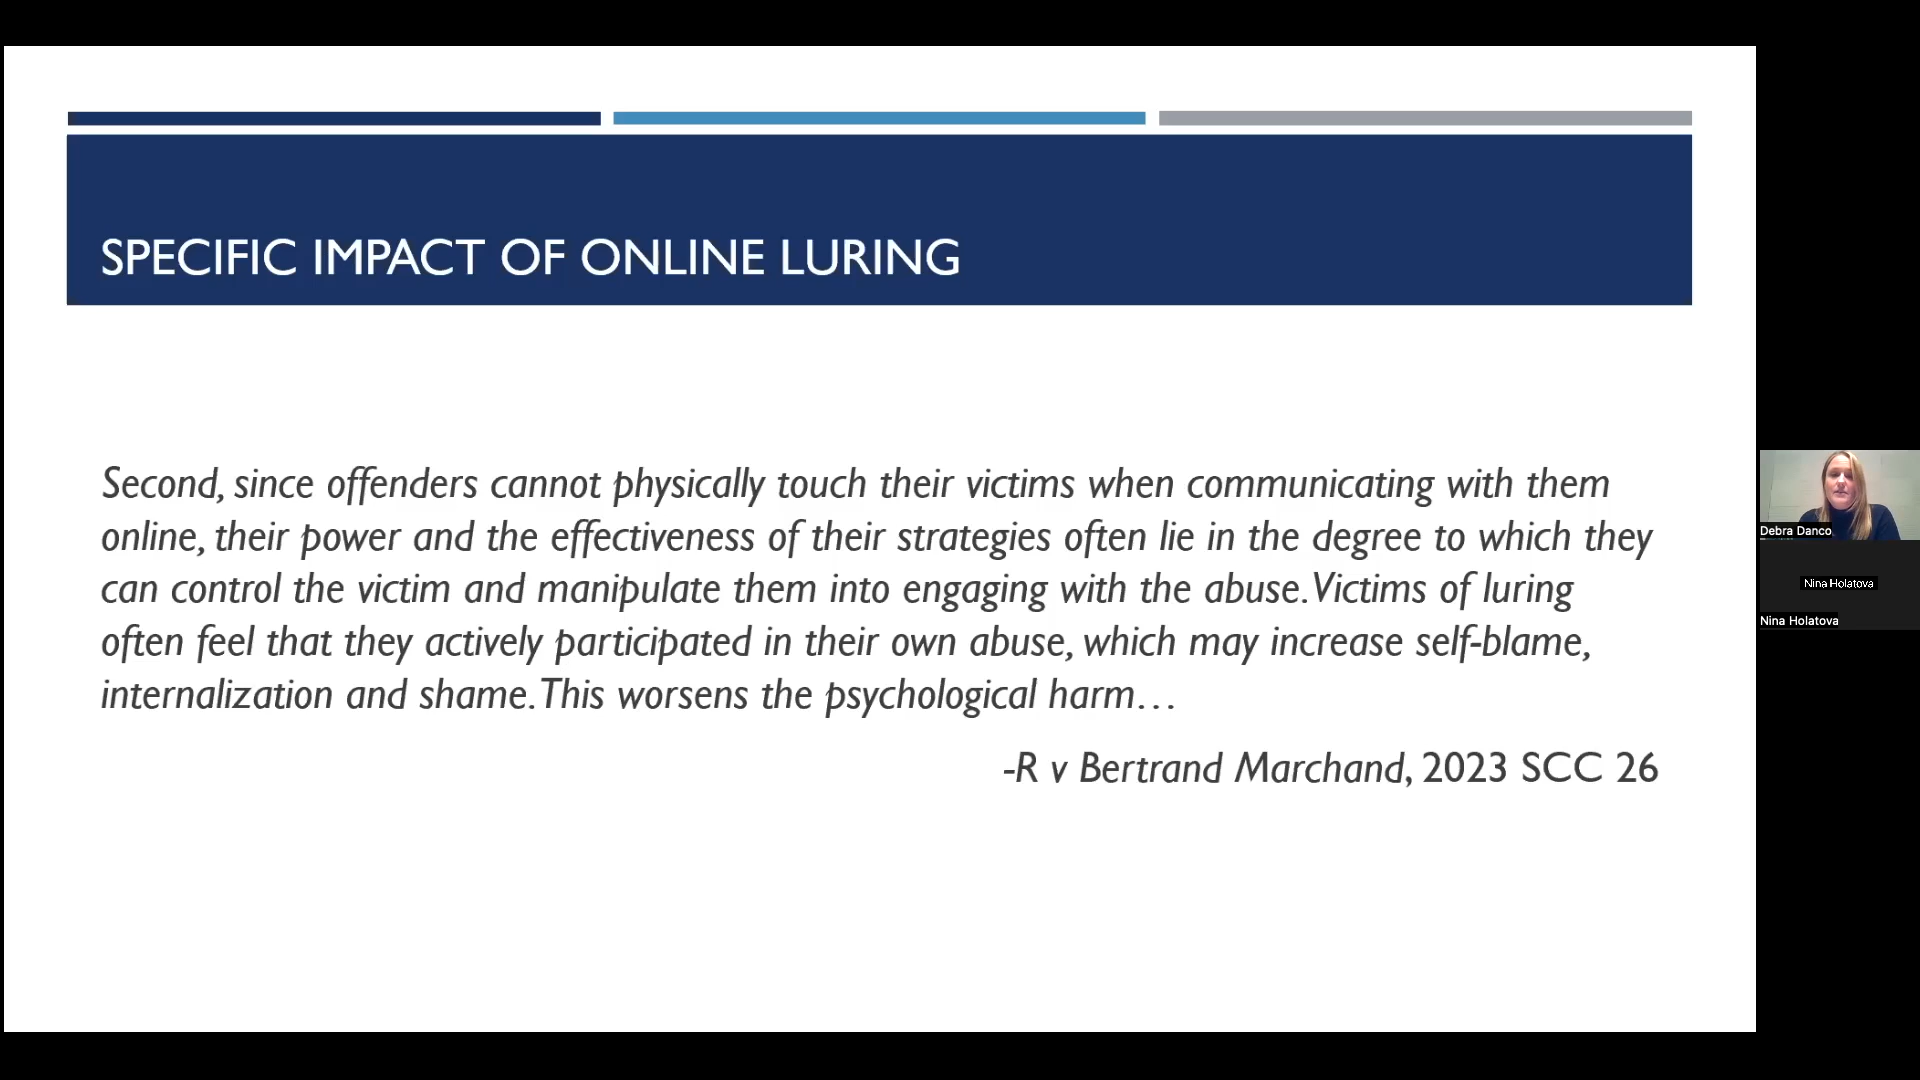 SPECIFIC IMPACT OF ONLINE LURING
Second, since offenders cannot physically touch their victims when communicating with them
online, their power and the effectiveness of their strategies often lie in the degree to which they
can control the victim and manipulate them into engaging with the abuse. Victims of luring
often feel that they actively participated in their own abuse, which may increase self-blame,
internalization and shame. This worsens the psychological harm…
-R v Bertrand Marchand, 2023 SCC 26
Debra Danco
Nina Holatova
Nina Holatova